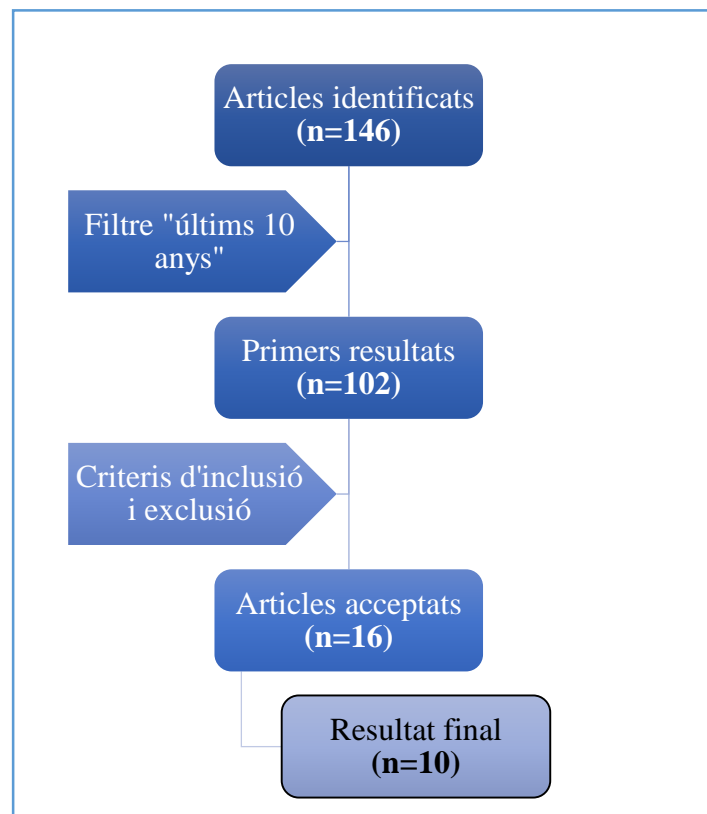 Articles identificats
(n=146)
Filtre "últims 10
anys"
Primers resultats
(n=102)
Criteris d'inclusió
i exclusió
Articles acceptats
(n=16)
Resultat final
(n=10)